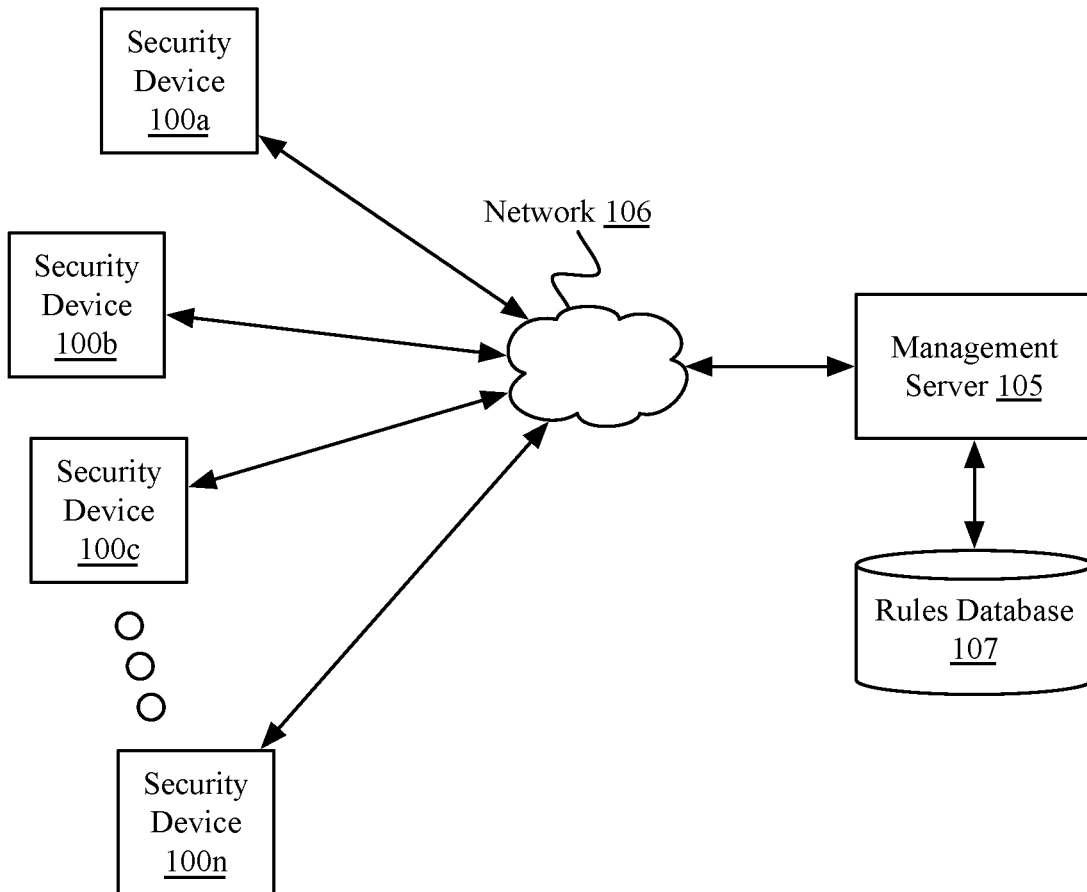 Security
Device
100a
Network 106
Security
Device
100b
Management
Server 105
Security
Device
100c
Rules Database
107
Security
Device
100n